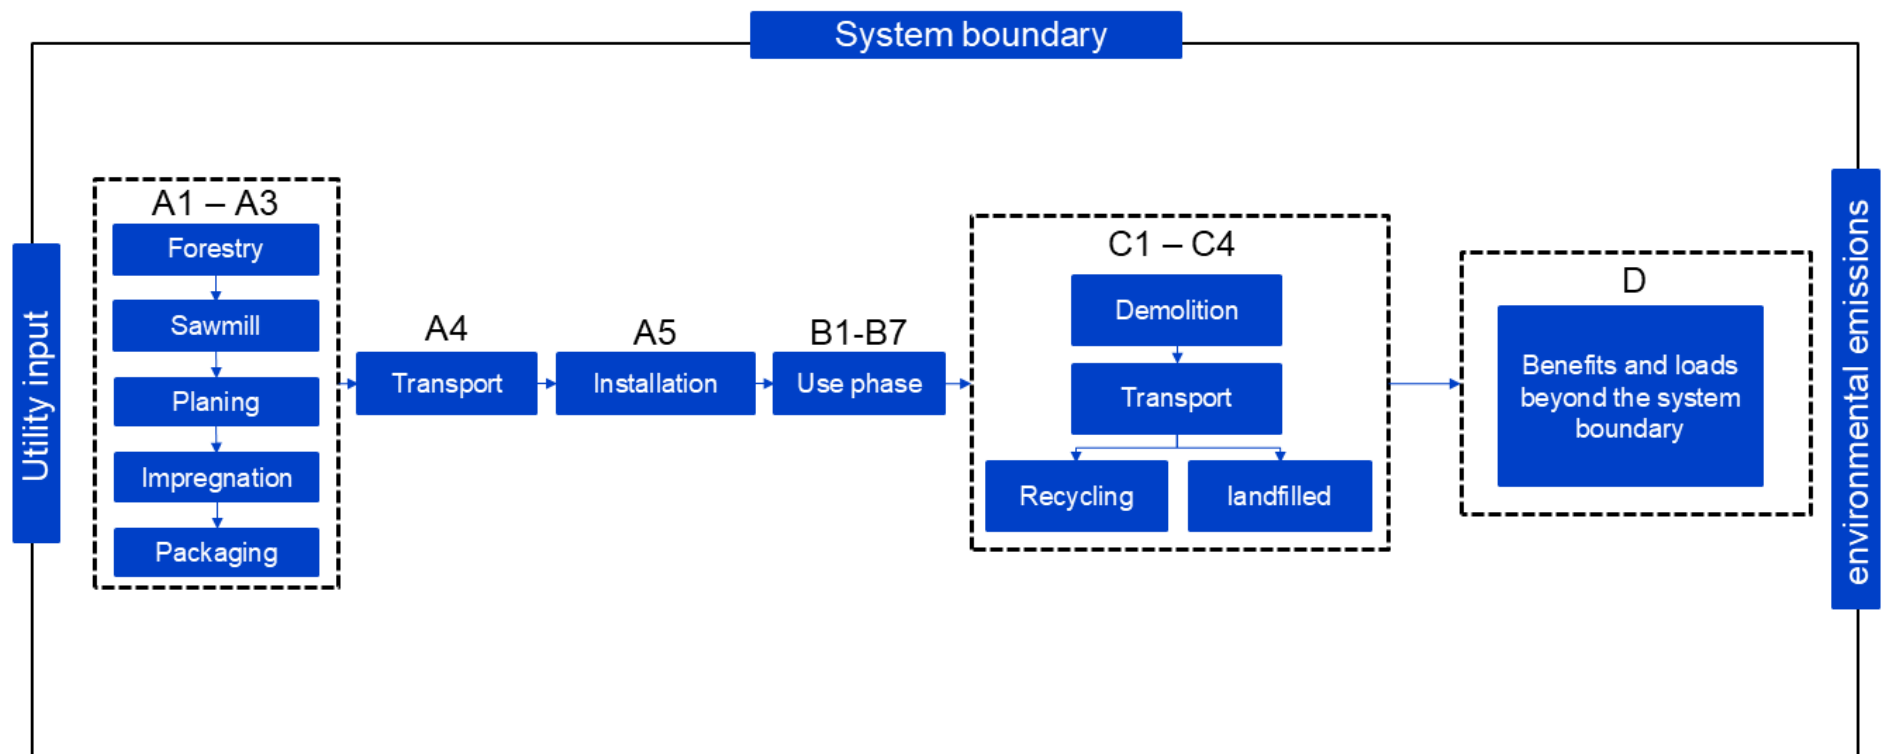 System boundary
Utility input
A1 – A3
Forestry
Sawmill
Planing
Impregnation
Packaging
A4
Transport
A5
Installation
B1-B7
Use phase
C1 – C4
Demolition
Transport
Recycling
landfilled
D
Benefits and loads
beyond the system
boundary
environmental emissions